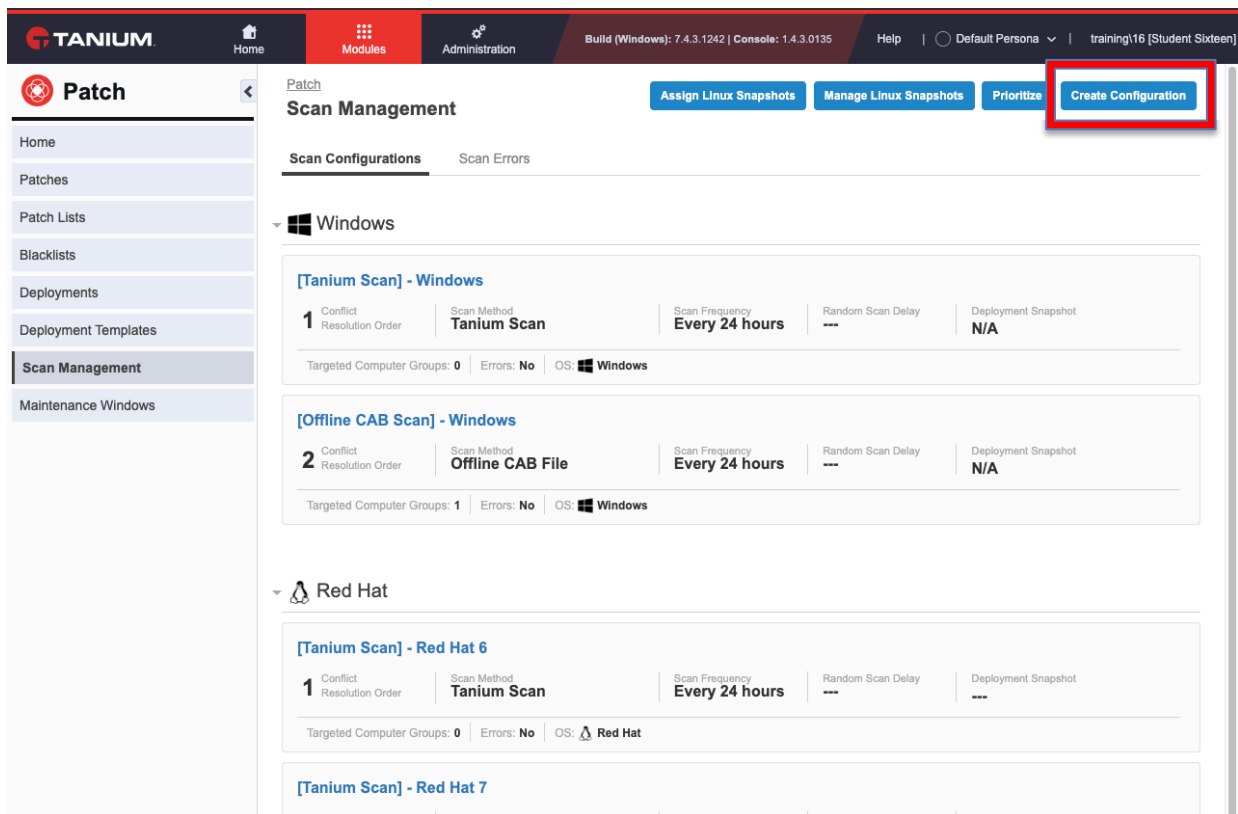 TANIUM.
Home
Modules
Administration
Build (Windows): 7.4.3.1242 | Console: 1.4.3.0135
Help | Default Persona | training\16 [Student Sixteen]
Patch
Home
Patches
Patch Lists
Blacklists
Deployments
Deployment Templates
Scan Management
Maintenance Windows
Patch
Scan Management
Assign Linux Snapshots
Manage Linux Snapshots
Prioritize
Create Configuration
Scan Configurations
Scan Errors
Windows
[Tanium Scan] - Windows
1 Conflict Resolution Order
Scan Method
Tanium Scan
Scan Frequency
Every 24 hours
Random Scan Delay
---
Deployment Snapshot
N/A
Targeted Computer Groups: 0 | Errors: No | OS: Windows
[Offline CAB Scan] - Windows
2 Conflict Resolution Order
Scan Method
Offline CAB File
Scan Frequency
Every 24 hours
Random Scan Delay
---
Deployment Snapshot
N/A
Targeted Computer Groups: 1 | Errors: No | OS: Windows
Red Hat
[Tanium Scan] - Red Hat 6
1 Conflict Resolution Order
Scan Method
Tanium Scan
Scan Frequency
Every 24 hours
Random Scan Delay
---
Deployment Snapshot
---
Targeted Computer Groups: 0 | Errors: No | OS: Red Hat
[Tanium Scan] - Red Hat 7